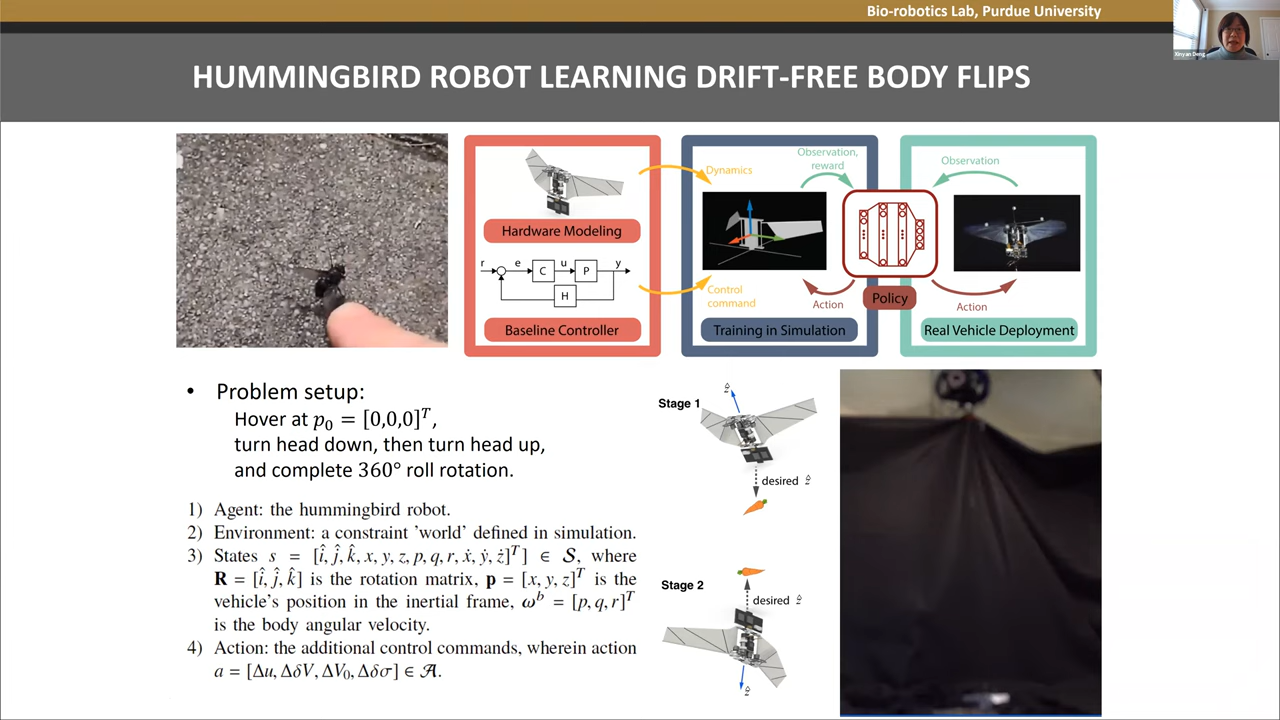 Bio-robotics Lab, Purdue University
Xinyan Deng
HUMMINGBIRD ROBOT LEARNING DRIFT-FREE BODY FLIPS
Hardware Modeling
r e C u P y
H
Baseline Controller
Dynamics
Control
command
Observation,
reward
Action
Training in Simulation
Policy
Observation
Action
Real Vehicle Deployment
• Problem setup:
Hover at p₀ = [0,0,0]ᵀ,
turn head down, then turn head up,
and complete 360° roll rotation.
1) Agent: the hummingbird robot.
2) Environment: a constraint 'world' defined in simulation.
3) States s = [î, ĵ, k̂, x, y, z, p, q, r, ẋ, ẏ, ż]ᵀ] ∈ 𝒮, where
R = [î, ĵ, k̂] is the rotation matrix, p = [x, y, z]ᵀ is the
vehicle's position in the inertial frame, ωᵇ = [p, q, r]ᵀ
is the body angular velocity.
4) Action: the additional control commands, wherein action
a = [Δu, ΔδV, ΔV₀, Δδσ] ∈ 𝒜.
ẑ
Stage 1
desired ẑ
Stage 2
desired ẑ
ẑ